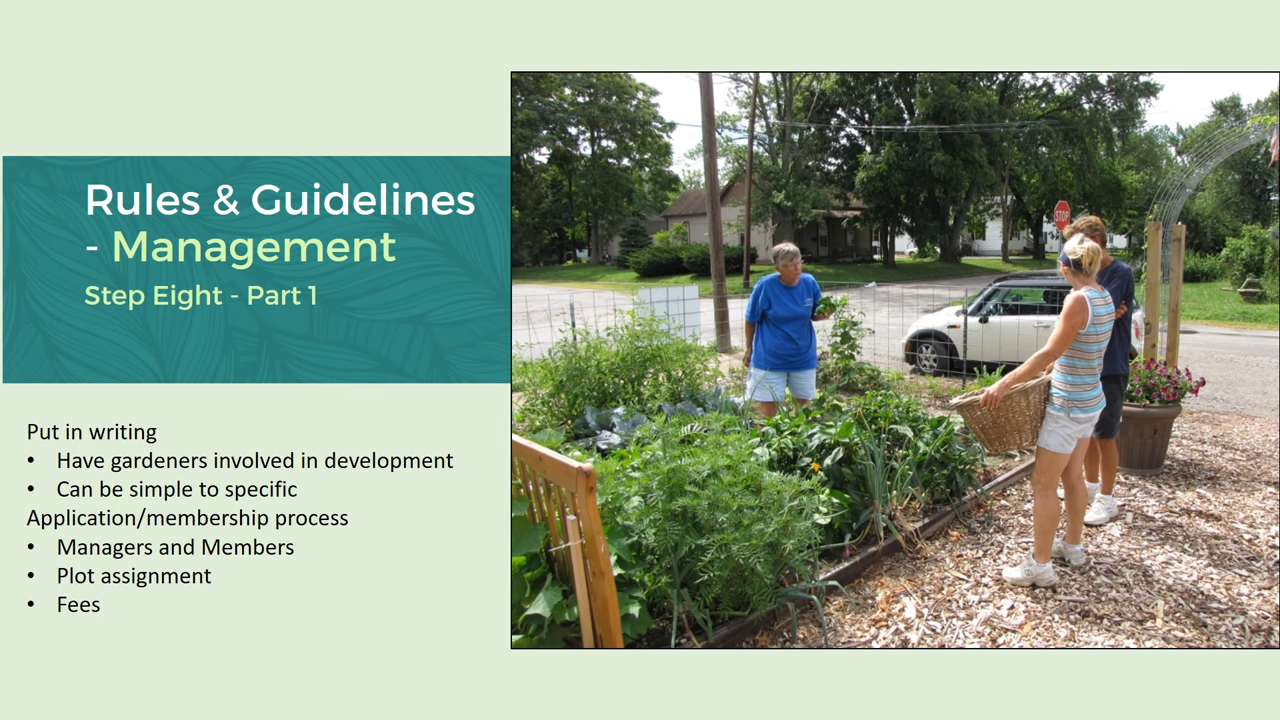 Rules & Guidelines
- Management
Step Eight - Part 1
Put in writing
• Have gardeners involved in development
• Can be simple to specific
Application/membership process
• Managers and Members
• Plot assignment
• Fees
STOP